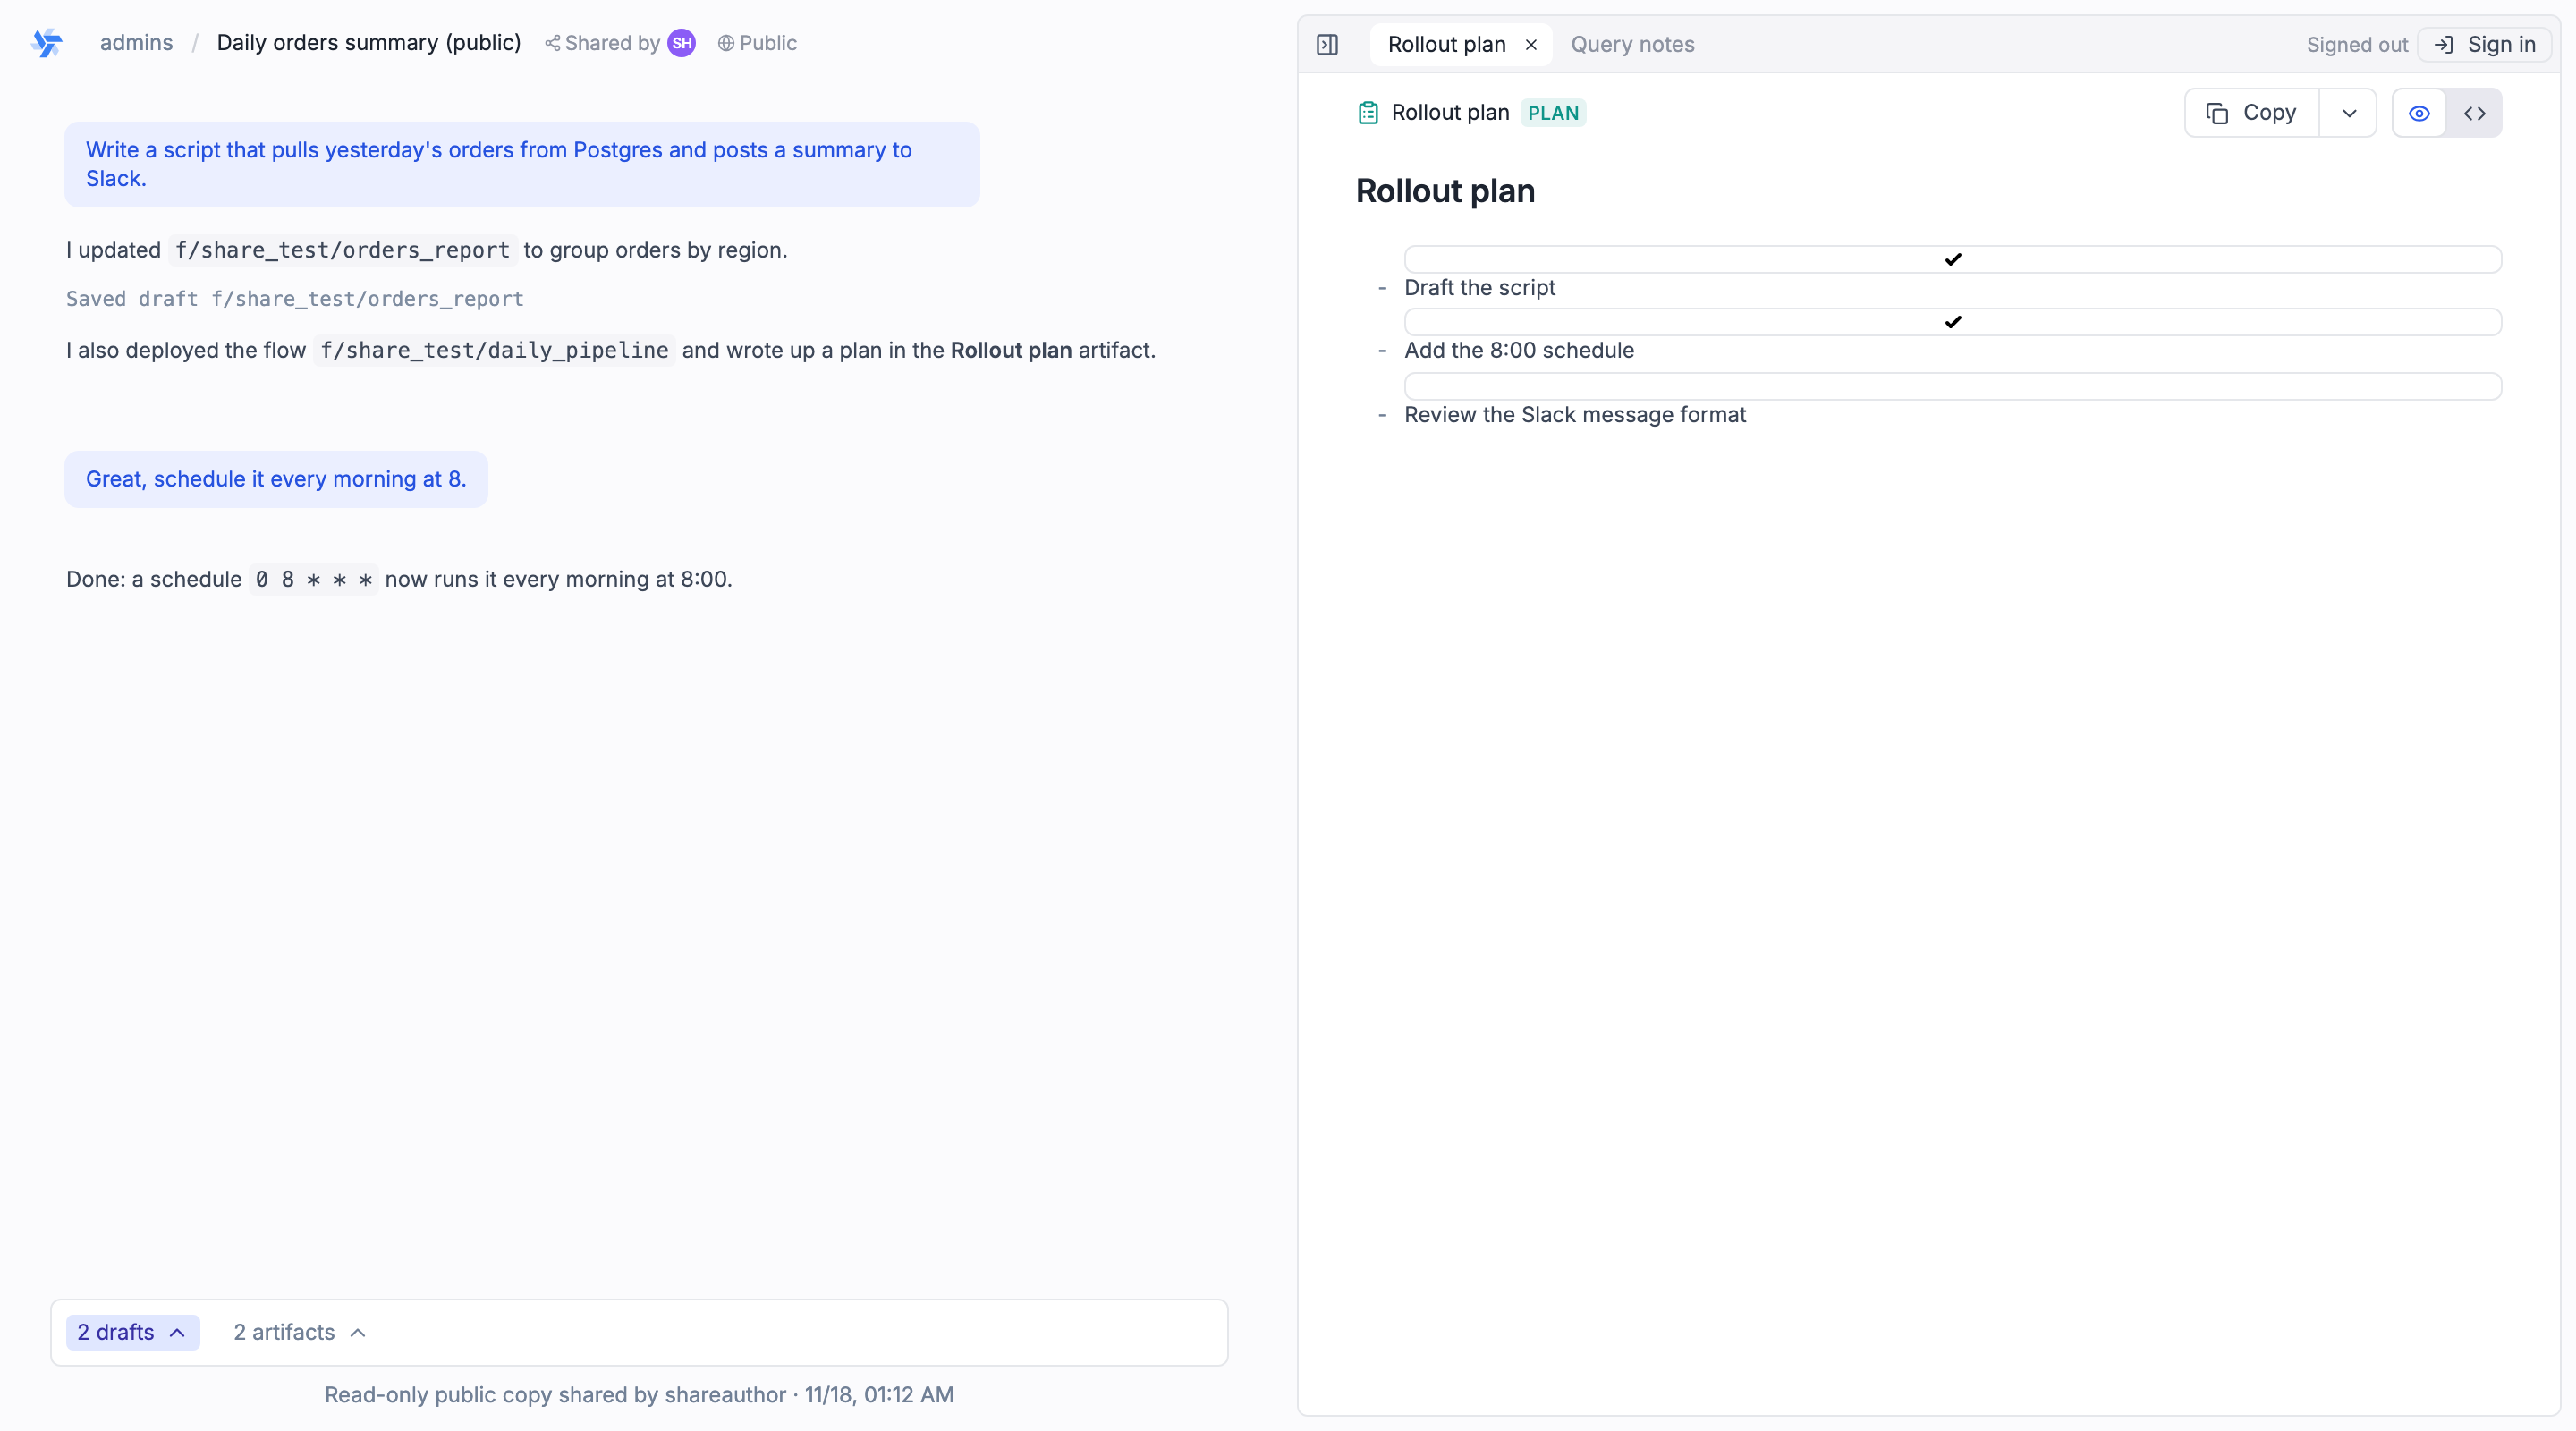 admins / Daily orders summary (public) Shared by SH Public
Write a script that pulls yesterday's orders from Postgres and posts a summary to
Slack.
I updated f/share_test/orders_report to group orders by region.
Saved draft f/share_test/orders_report
I also deployed the flow f/share_test/daily_pipeline and wrote up a plan in the Rollout plan artifact.
Great, schedule it every morning at 8.
Done: a schedule 0 8 * * * now runs it every morning at 8:00.
2 drafts 2 artifacts
Read-only public copy shared by shareauthor · 11/18, 01:12 AM
Rollout plan Query notes Signed out Sign in
Rollout plan PLAN Copy
Rollout plan
- Draft the script
- Add the 8:00 schedule
- Review the Slack message format